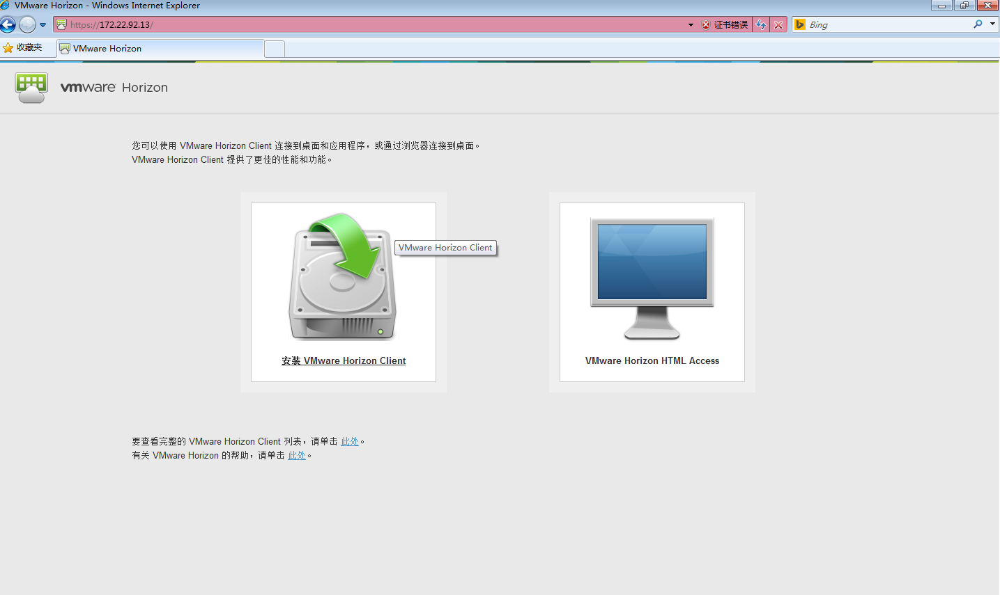 VMware Horizon - Windows Internet Explorer
https://172.22.92.13/
证书错误
Bing
收藏夹
VMware Horizon
vmware Horizon
您可以使用 VMware Horizon Client 连接到桌面和应用程序，或通过浏览器连接到桌面。
VMware Horizon Client 提供了更佳的性能和功能。
VMware Horizon Client
安装 VMware Horizon Client
VMware Horizon HTML Access
要查看完整的 VMware Horizon Client 列表，请单击 此处。
有关 VMware Horizon 的帮助，请单击 此处。